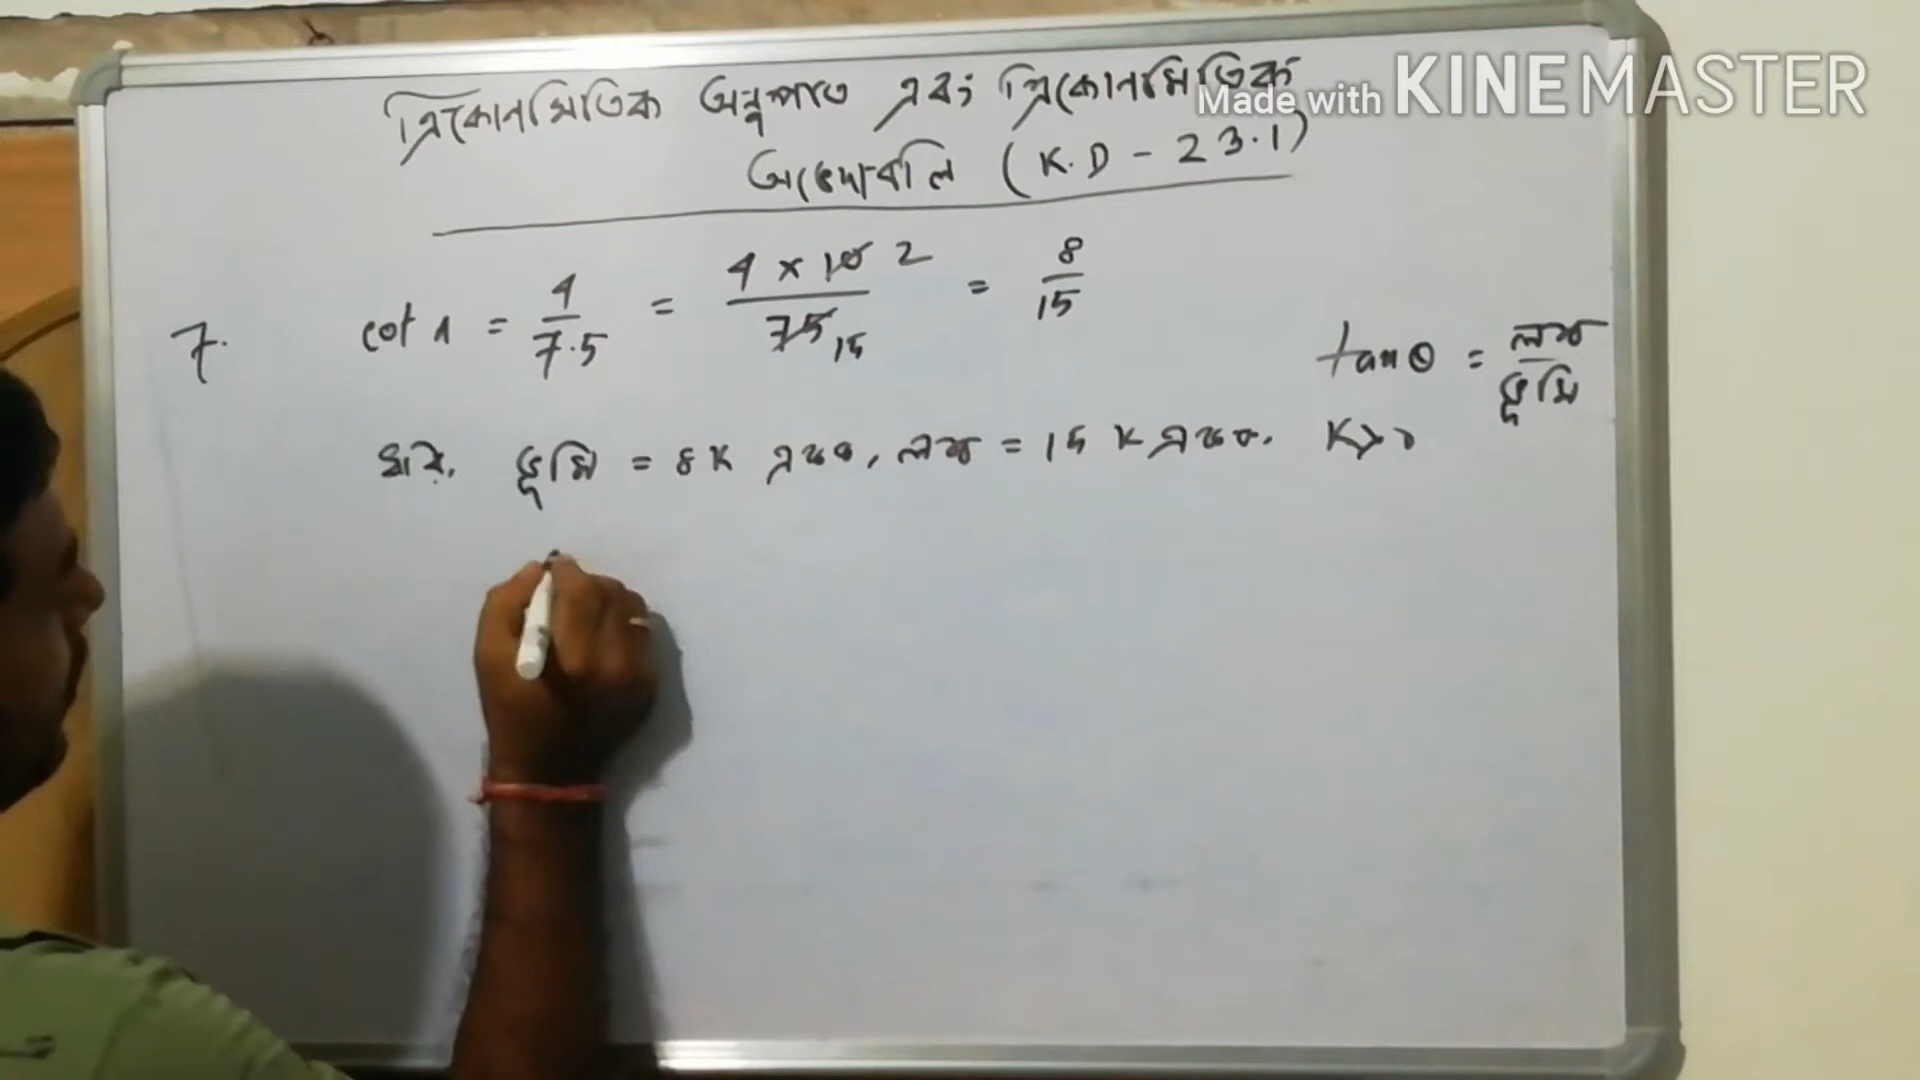 ত্রিকোনমিতিক অনুপাত এবং ত্রিকোনমিতিক
অভেদাবলি (K.D - 23.1)
Made with KINEMASTER
7. cot A = 4/7.5 = 4 × 10 2 / 75 15 = 8/15
tan θ = লম্ব/ভূমি
ধরি, ভূমি = 8K একক, লম্ব = 15 K একক, K>0